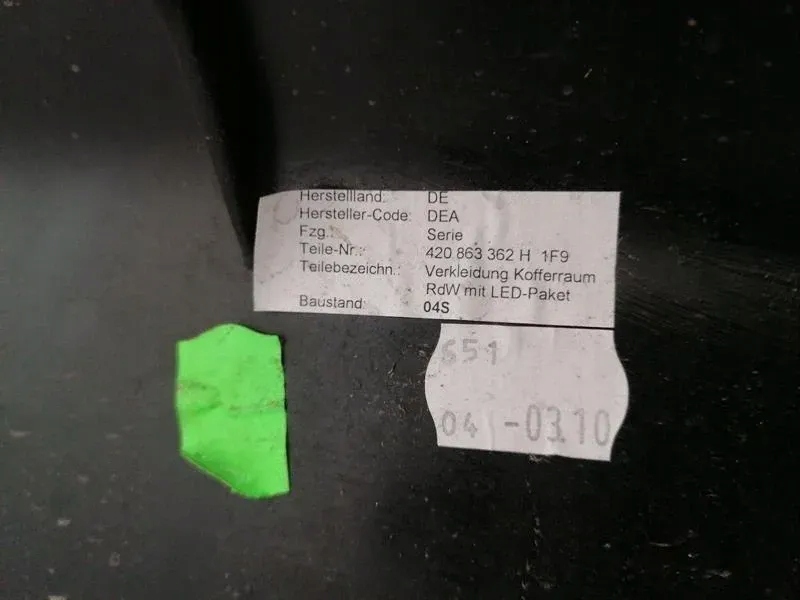 Herstellland: DE
Hersteller-Code: DEA
Fzg.: Serie
Teile-Nr.: 420 863 362 H 1F9
Teilebezeichn.: Verkleidung Kofferraum
RdW mit LED-Paket
Baustand: 04S
S51
04 -03.10